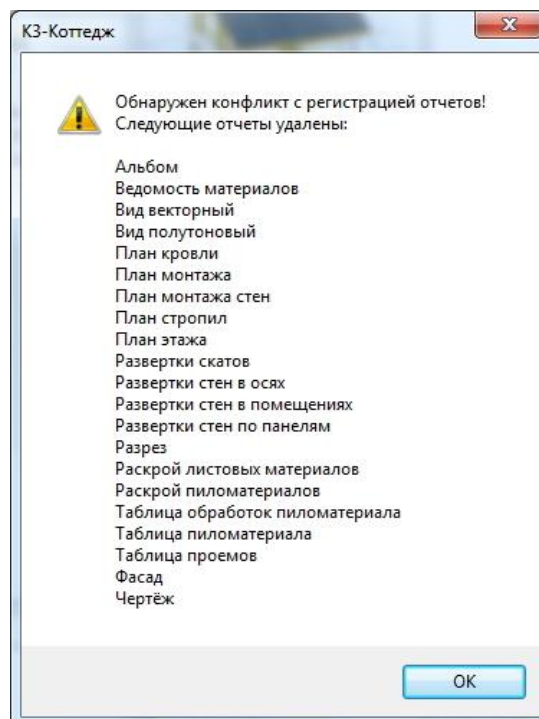 К3-Коттедж
Обнаружен конфликт с регистрацией отчетов!
Следующие отчеты удалены:
Альбом
Ведомость материалов
Вид векторный
Вид полутоновый
План кровли
План монтажа
План монтажа стен
План стропил
План этажа
Развертки скатов
Развертки стен в осях
Развертки стен в помещениях
Развертки стен по панелям
Разрез
Раскрой листовых материалов
Раскрой пиломатериалов
Таблица обработок пиломатериала
Таблица пиломатериала
Таблица проемов
Фасад
Чертёж
ОК